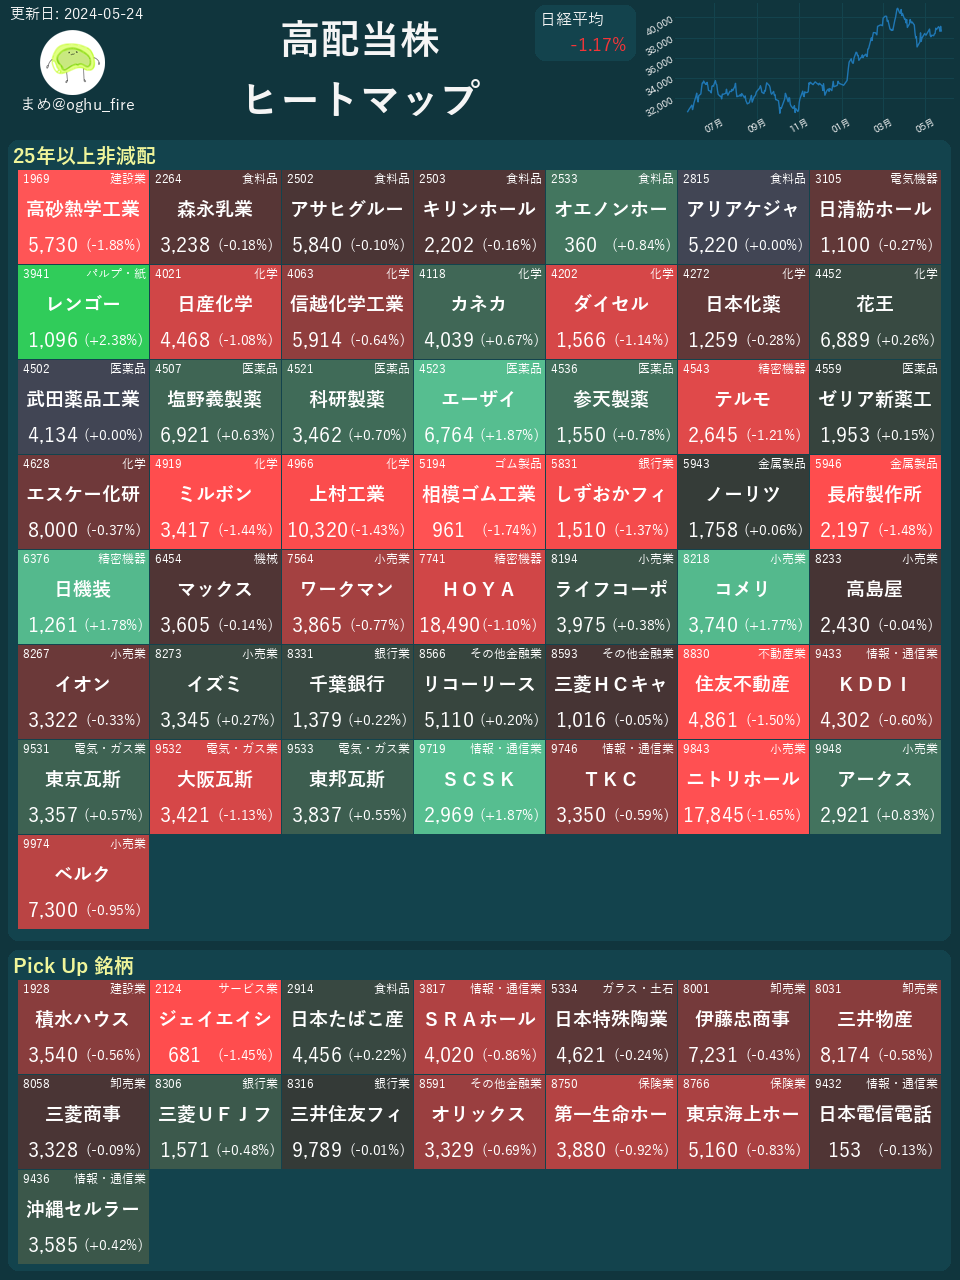 更新日: 2024-05-24
まめ@oghu_fire
高配当株
ヒートマップ
日経平均
-1.17%
40,000
38,000
36,000
34,000
32,000
07月 09月 11月 01月 03月 05月
25年以上非減配
1969 建設業 2264 食料品 2502 食料品 2503 食料品 2533 食料品 2815 食料品 3105 電気機器
高砂熱学工業 森永乳業 アサヒグルー キリンホール オエノンホー アリアケジャ 日清紡ホール
5,730 (-1.88%) 3,238 (-0.18%) 5,840 (-0.10%) 2,202 (-0.16%) 360 (+0.84%) 5,220 (+0.00%) 1,100 (-0.27%)
3941 パルプ・紙 4021 化学 4063 化学 4118 化学 4202 化学 4272 化学 4452 化学
レンゴー 日産化学 信越化学工業 カネカ ダイセル 日本化薬 花王
1,096 (+2.38%) 4,468 (-1.08%) 5,914 (-0.64%) 4,039 (+0.67%) 1,566 (-1.14%) 1,259 (-0.28%) 6,889 (+0.26%)
4502 医薬品 4507 医薬品 4521 医薬品 4523 医薬品 4536 医薬品 4543 精密機器 4559 医薬品
武田薬品工業 塩野義製薬 科研製薬 エーザイ 参天製薬 テルモ ゼリア新薬工
4,134 (+0.00%) 6,921 (+0.63%) 3,462 (+0.70%) 6,764 (+1.87%) 1,550 (+0.78%) 2,645 (-1.21%) 1,953 (+0.15%)
4628 化学 4919 化学 4966 化学 5194 ゴム製品 5831 銀行業 5943 金属製品 5946 金属製品
エスケー化研 ミルボン 上村工業 相模ゴム工業 しずおかフィ ノーリツ 長府製作所
8,000 (-0.37%) 3,417 (-1.44%) 10,320 (-1.43%) 961 (-1.74%) 1,510 (-1.37%) 1,758 (+0.06%) 2,197 (-1.48%)
6376 精密機器 6454 機械 7564 小売業 7741 精密機器 8194 小売業 8218 小売業 8233 小売業
日機装 マックス ワークマン ＨＯＹＡ ライフコーポ コメリ 高島屋
1,261 (+1.78%) 3,605 (-0.14%) 3,865 (-0.77%) 18,490 (-1.10%) 3,975 (+0.38%) 3,740 (+1.77%) 2,430 (-0.04%)
8267 小売業 8273 小売業 8331 銀行業 8566 その他金融業 8593 その他金融業 8830 不動産業 9433 情報・通信業
イオン イズミ 千葉銀行 リコーリース 三菱ＨＣキャ 住友不動産 ＫＤＤＩ
3,322 (-0.33%) 3,345 (+0.27%) 1,379 (+0.22%) 5,110 (+0.20%) 1,016 (-0.05%) 4,861 (-1.50%) 4,302 (-0.60%)
9531 電気・ガス業 9532 電気・ガス業 9533 電気・ガス業 9719 情報・通信業 9746 情報・通信業 9843 小売業 9948 小売業
東京瓦斯 大阪瓦斯 東邦瓦斯 ＳＣＳＫ ＴＫＣ ニトリホール アークス
3,357 (+0.57%) 3,421 (-1.13%) 3,837 (+0.55%) 2,969 (+1.87%) 3,350 (-0.59%) 17,845 (-1.65%) 2,921 (+0.83%)
9974 小売業
ベルク
7,300 (-0.95%)
Pick Up 銘柄
1928 建設業 2124 サービス業 2914 食料品 3817 情報・通信業 5334 ガラス・土石 8001 卸売業 8031 卸売業
積水ハウス ジェイエイシ 日本たばこ産 ＳＲＡホール 日本特殊陶業 伊藤忠商事 三井物産
3,540 (-0.56%) 681 (-1.45%) 4,456 (+0.22%) 4,020 (-0.86%) 4,621 (-0.24%) 7,231 (-0.43%) 8,174 (-0.58%)
8058 卸売業 8306 銀行業 8316 銀行業 8591 その他金融業 8750 保険業 8766 保険業 9432 情報・通信業
三菱商事 三菱ＵＦＪフ 三井住友フィ オリックス 第一生命ホー 東京海上ホー 日本電信電話
3,328 (-0.09%) 1,571 (+0.48%) 9,789 (-0.01%) 3,329 (-0.69%) 3,880 (-0.92%) 5,160 (-0.83%) 153 (-0.13%)
9436 情報・通信業
沖縄セルラー
3,585 (+0.42%)